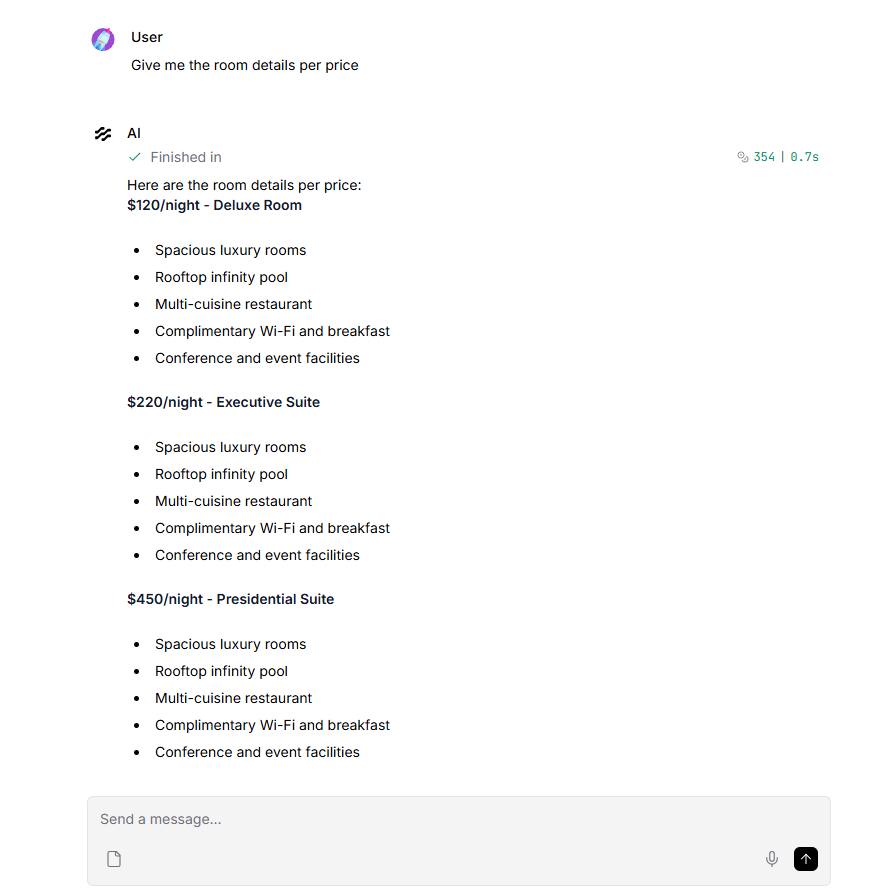 User
Give me the room details per price
AI
Finished in
354 | 0.7s
Here are the room details per price:
$120/night - Deluxe Room
Spacious luxury rooms
Rooftop infinity pool
Multi-cuisine restaurant
Complimentary Wi-Fi and breakfast
Conference and event facilities
$220/night - Executive Suite
Spacious luxury rooms
Rooftop infinity pool
Multi-cuisine restaurant
Complimentary Wi-Fi and breakfast
Conference and event facilities
$450/night - Presidential Suite
Spacious luxury rooms
Rooftop infinity pool
Multi-cuisine restaurant
Complimentary Wi-Fi and breakfast
Conference and event facilities
Send a message...